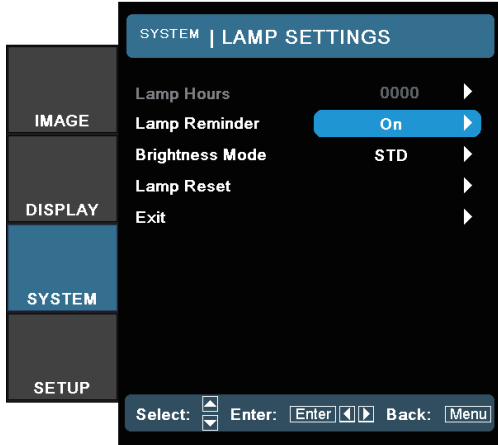 SYSTEM | LAMP SETTINGS
Lamp Hours 0000
Lamp Reminder On
Brightness Mode STD
Lamp Reset
Exit
IMAGE
DISPLAY
SYSTEM
SETUP
Select: Enter: Enter Back: Menu